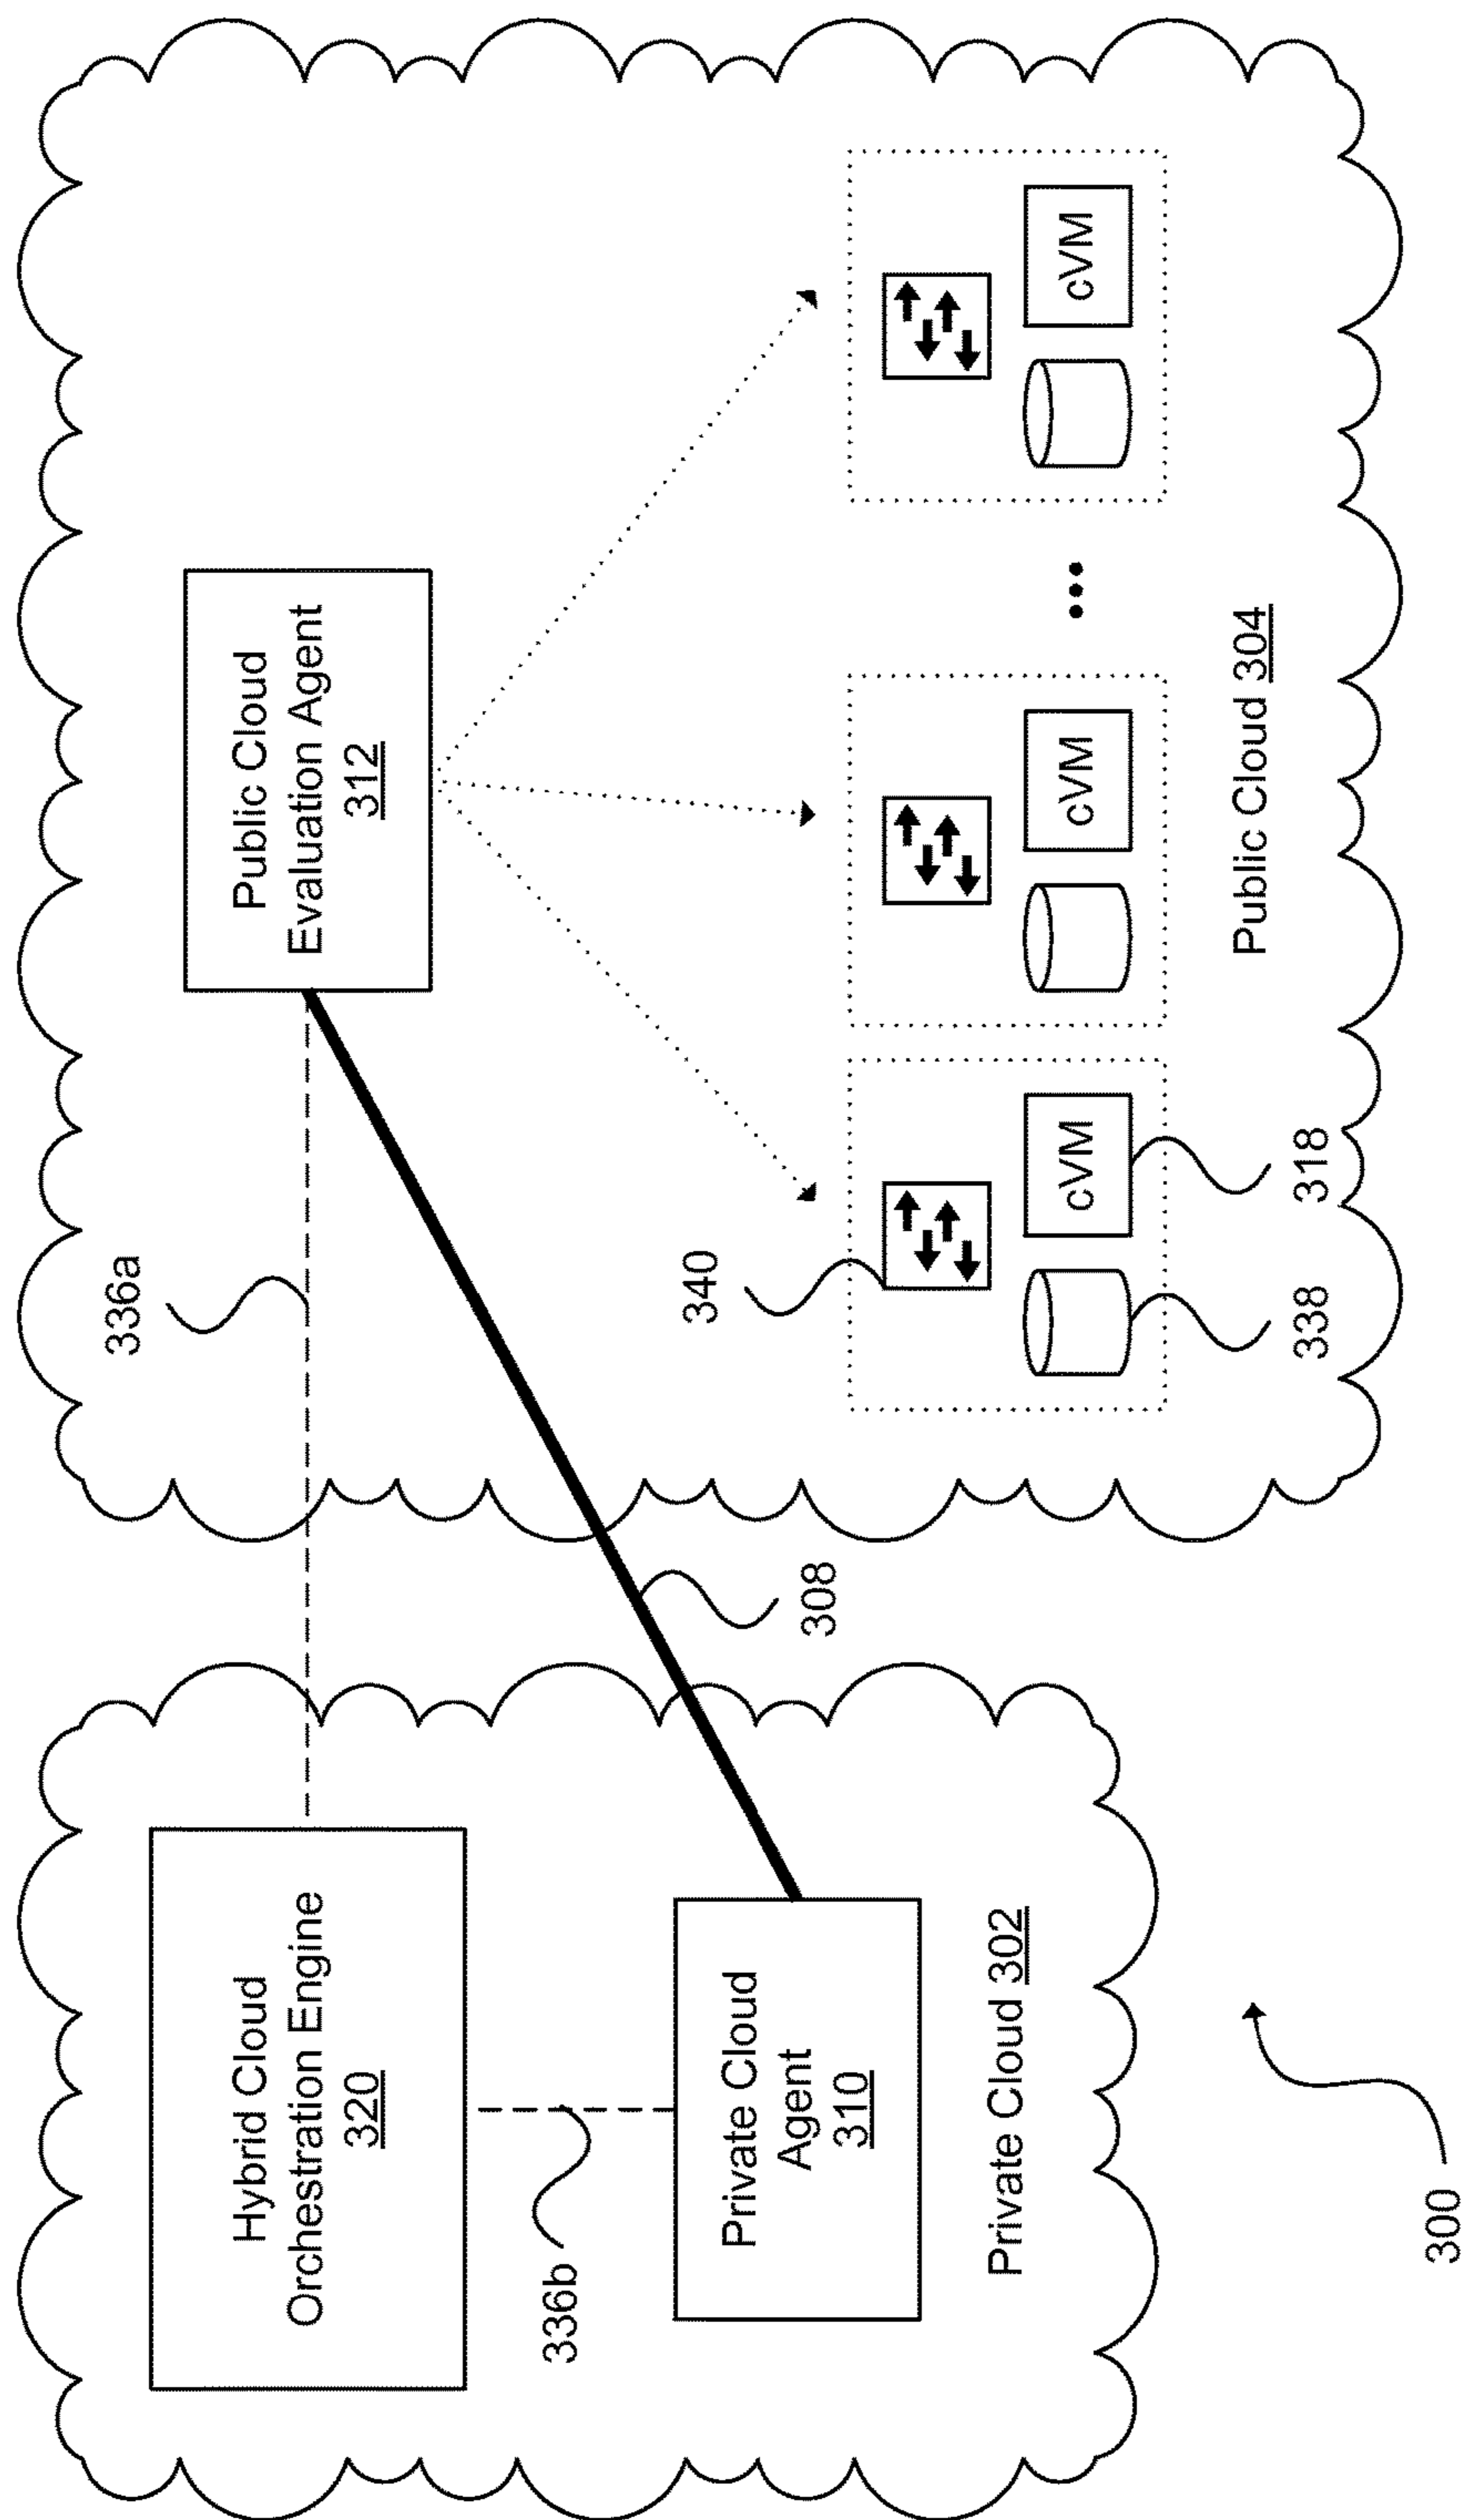 Hybrid Cloud
Orchestration Engine
320
336b
Private Cloud
Agent
310
Private Cloud 302
300
336a
308
Public Cloud
Evaluation Agent
312
340
cVM
cVM
cVM
338
318
Public Cloud 304